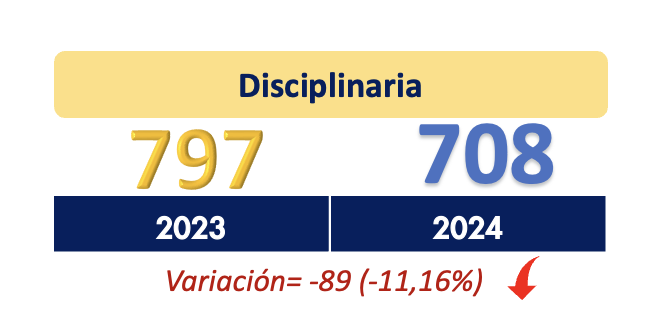 Disciplinaria
797 708
2023 2024
Variación= -89 (-11,16%)